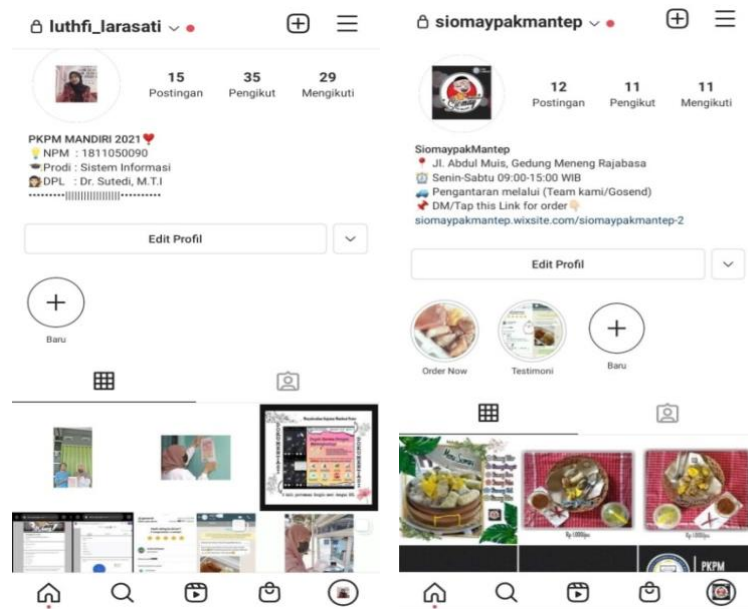 luthfi_larasati
15 35 29
Postingan Pengikut Mengikuti
PKPM MANDIRI 2021
NPM : 1811050090
Prodi : Sistem Informasi
DPL : Dr. Sutedi, M.T.I
Edit Profil
Baru
siomaypakmantep
12 11 11
Postingan Pengikut Mengikuti
SiomaypakMantep
Jl. Abdul Muis, Gedung Meneng Rajabasa
Senin-Sabtu 09:00-15:00 WIB
Pengantaran melalui (Team kami/Gosend)
DM/Tap this Link for order
siomaypakmantep.wixsite.com/siomaypakmantep-2
Edit Profil
Order Now Testimoni Baru
PKPM